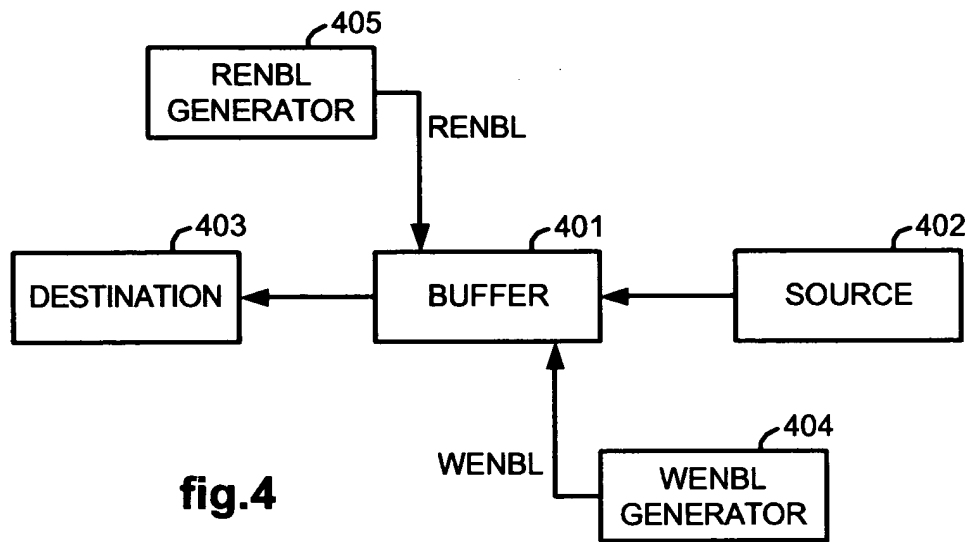 405
RENBL
GENERATOR
RENBL
403
401
402
DESTINATION
BUFFER
SOURCE
404
WENBL
WENBL
GENERATOR
fig.4